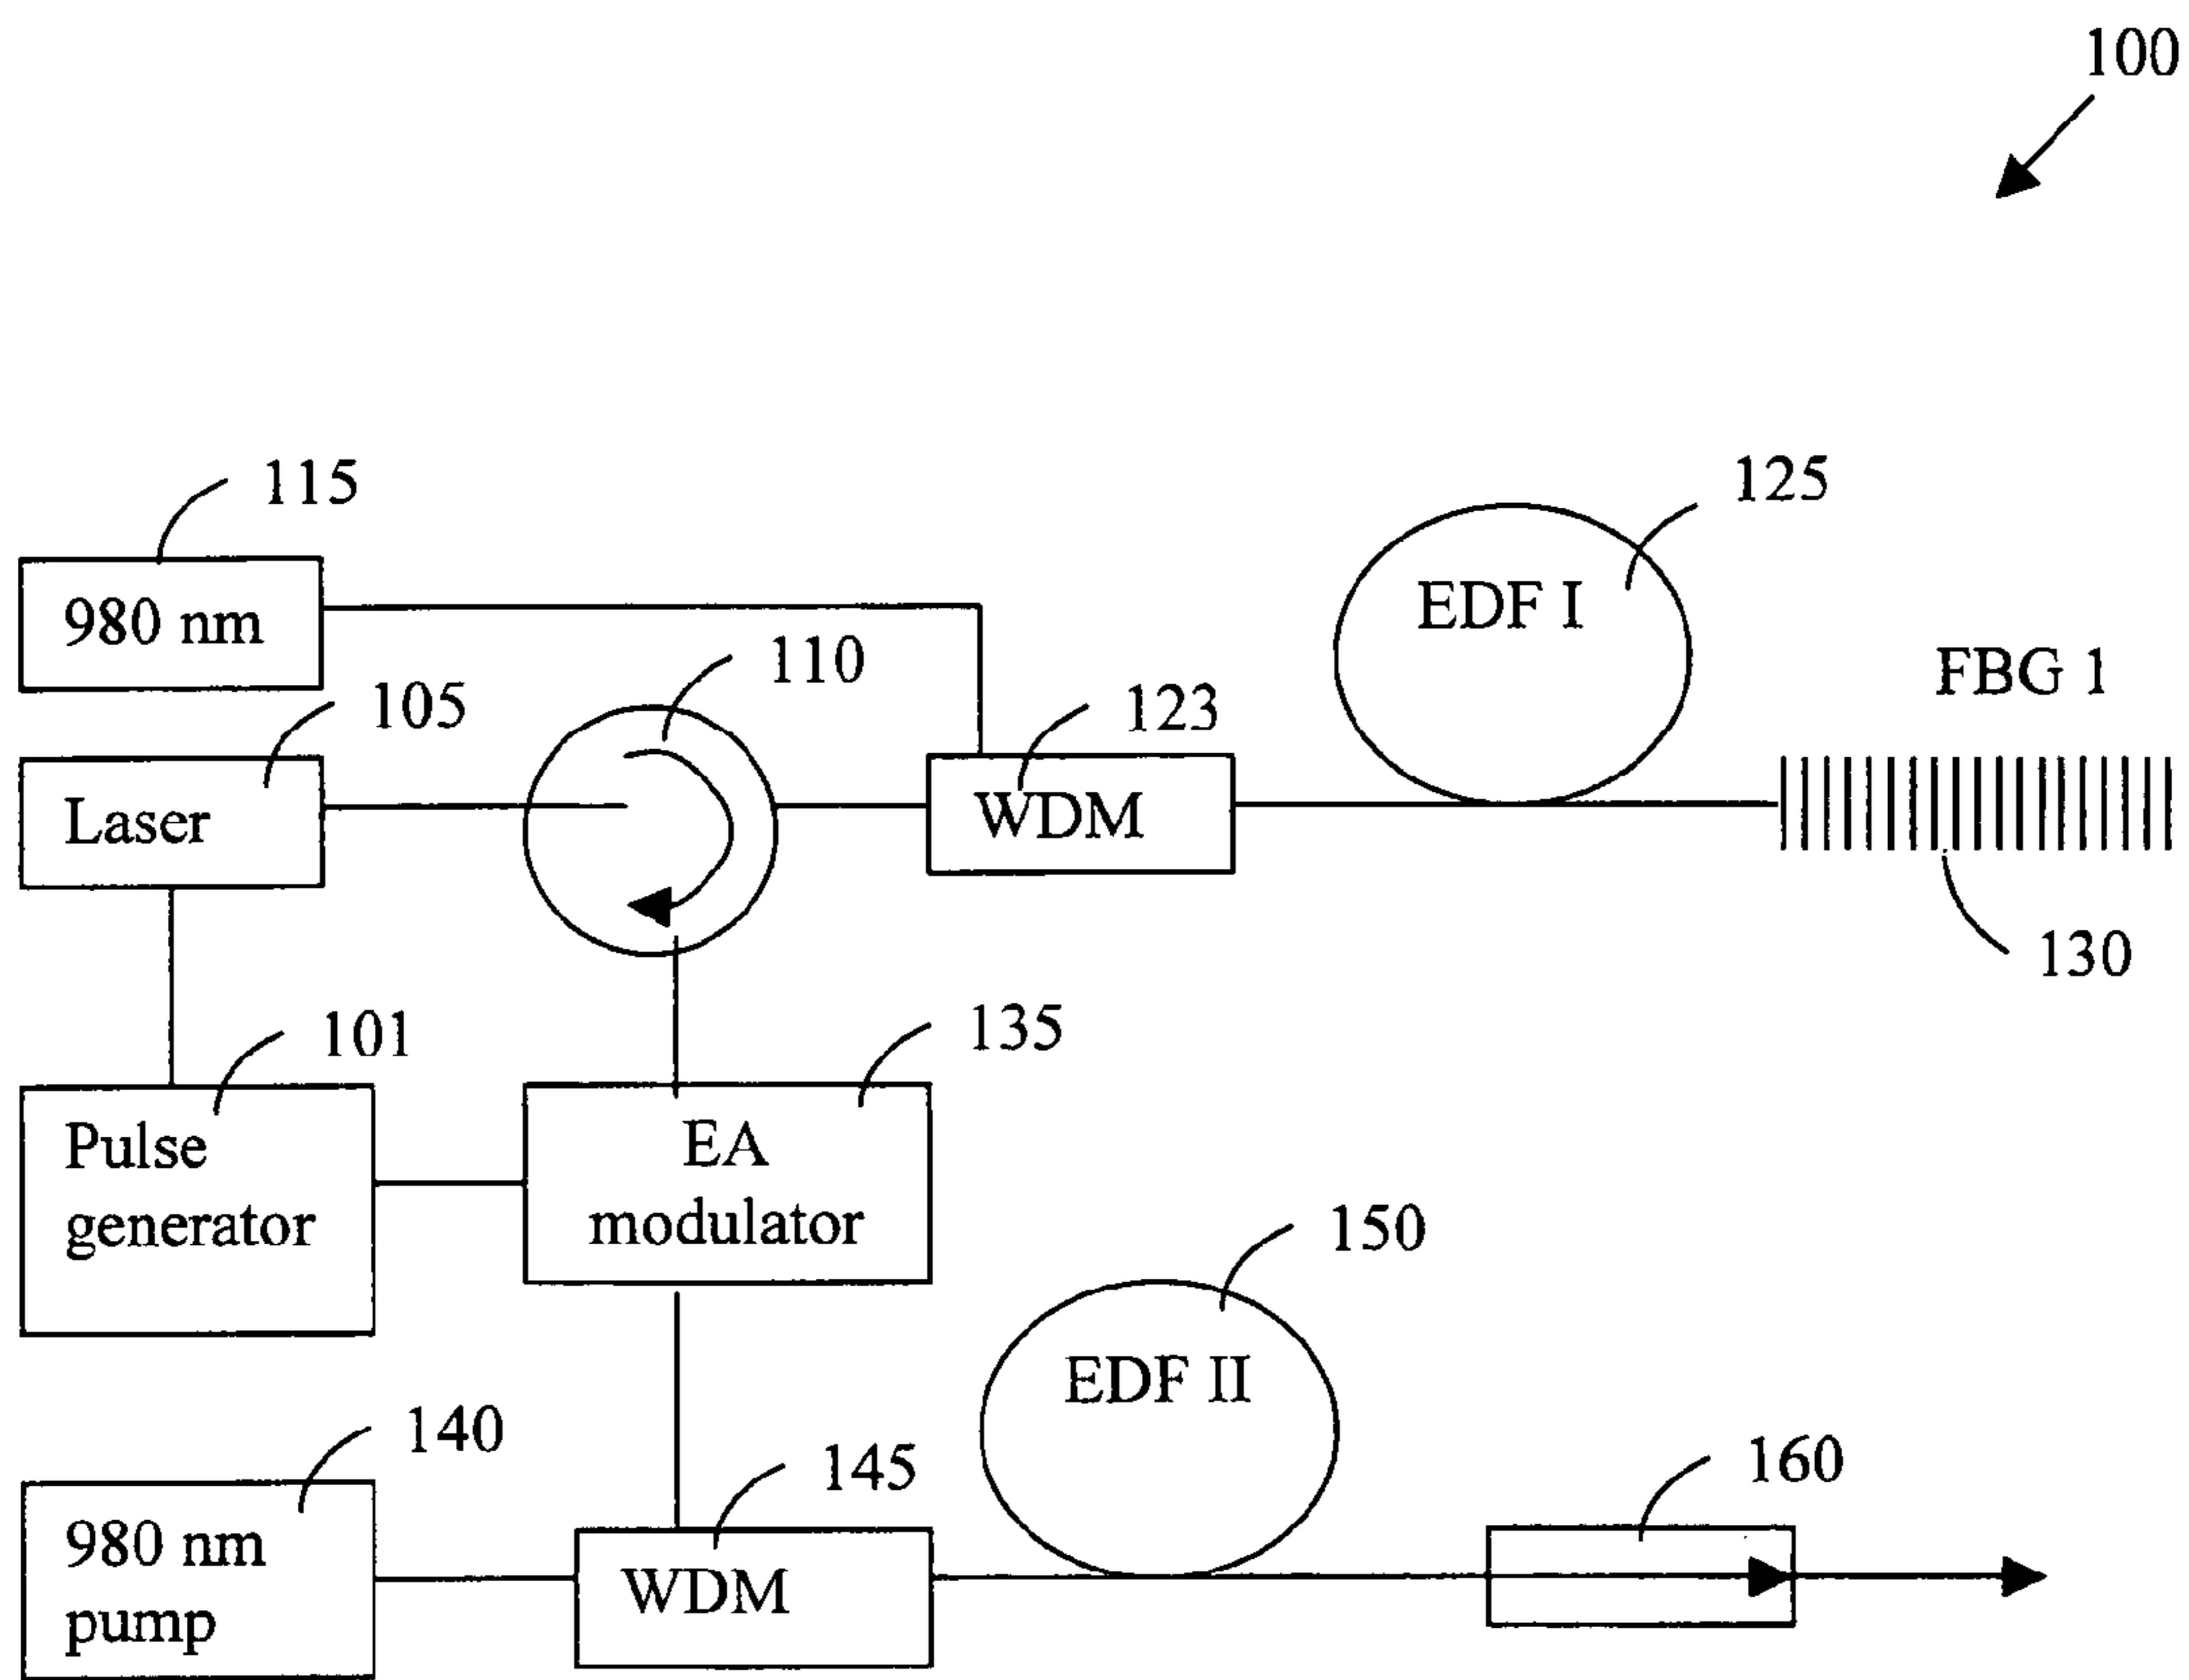 100
115
125
980 nm
EDF I
110
FBG 1
105
123
Laser
WDM
130
101
135
Pulse
generator
EA
modulator
150
EDF II
140
145
160
980 nm
pump
WDM